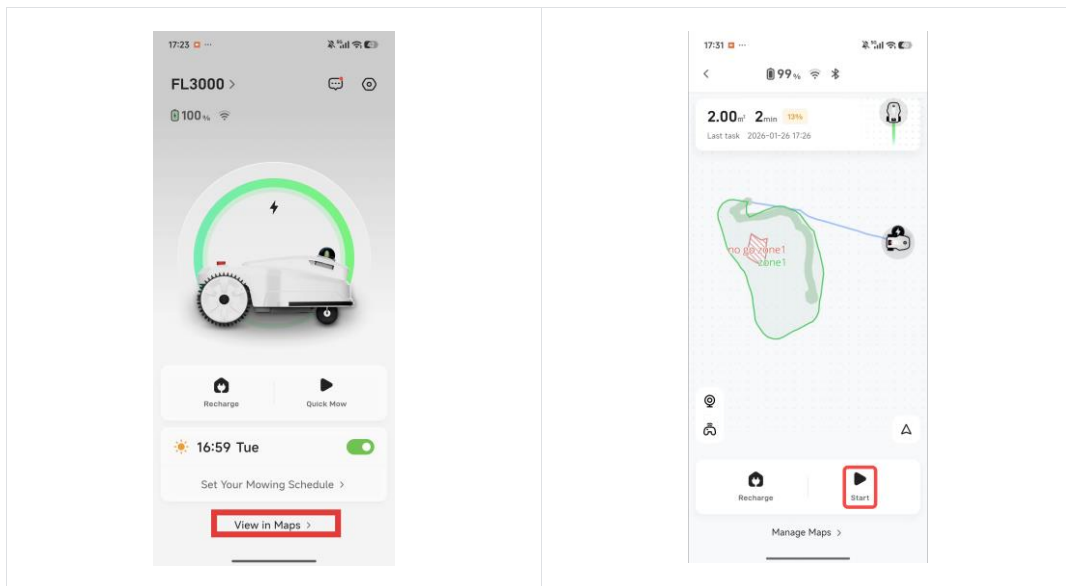 17:23 ...
5G
FL3000 >
100%
Recharge
Quick Mow
16:59 Tue
Set Your Mowing Schedule >
View in Maps >
17:31 ...
5G
< 99%
2.00m² 2min 13%
Last task 2026-01-26 17:26
no go zone1
zone1
Recharge
Start
Manage Maps >